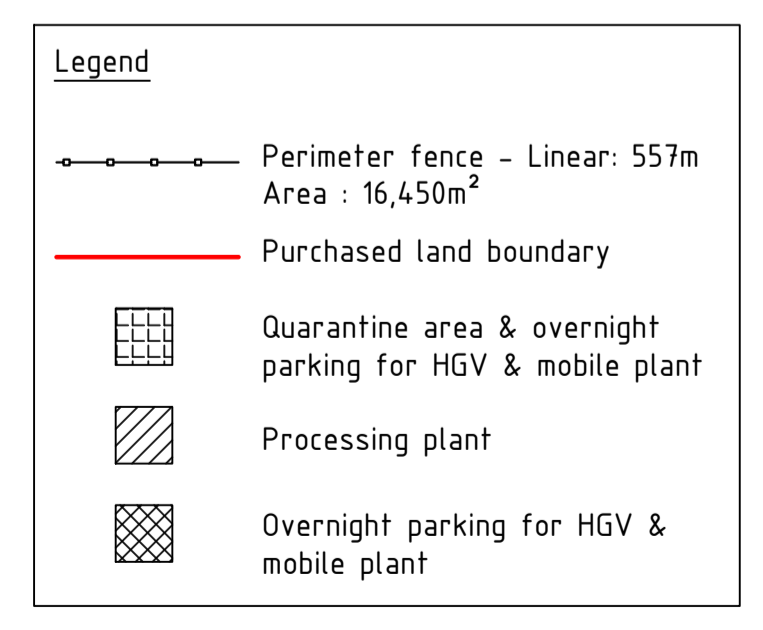 Legend
Perimeter fence - Linear: 557m
Area : 16,450m²
Purchased land boundary
Quarantine area & overnight
parking for HGV & mobile plant
Processing plant
Overnight parking for HGV &
mobile plant